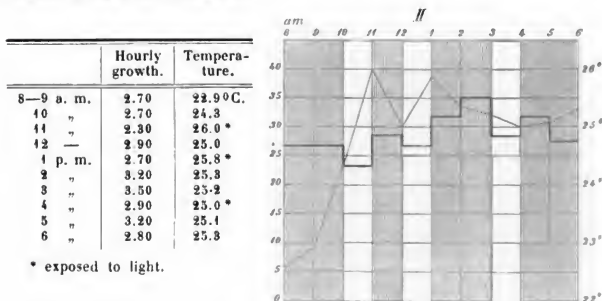 Hourly growth. Tempera-ture.
8—9 a. m. 2.70 22.9°C.
10 „ 2.70 24.3
11 „ 2.30 26.0*
12 — 2.90 25.0
1 p. m. 2.70 25.8*
2 „ 3.20 25.3
3 „ 3.50 25.2
4 „ 2.90 25.0*
5 „ 3.20 25.1
6 „ 2.80 25.3
* exposed to light.
II
am
8 9 10 11 12 1 2 3 4 5 6
40
35
30
25
20
15
10
5
0
26°
25°
24°
23°
22°